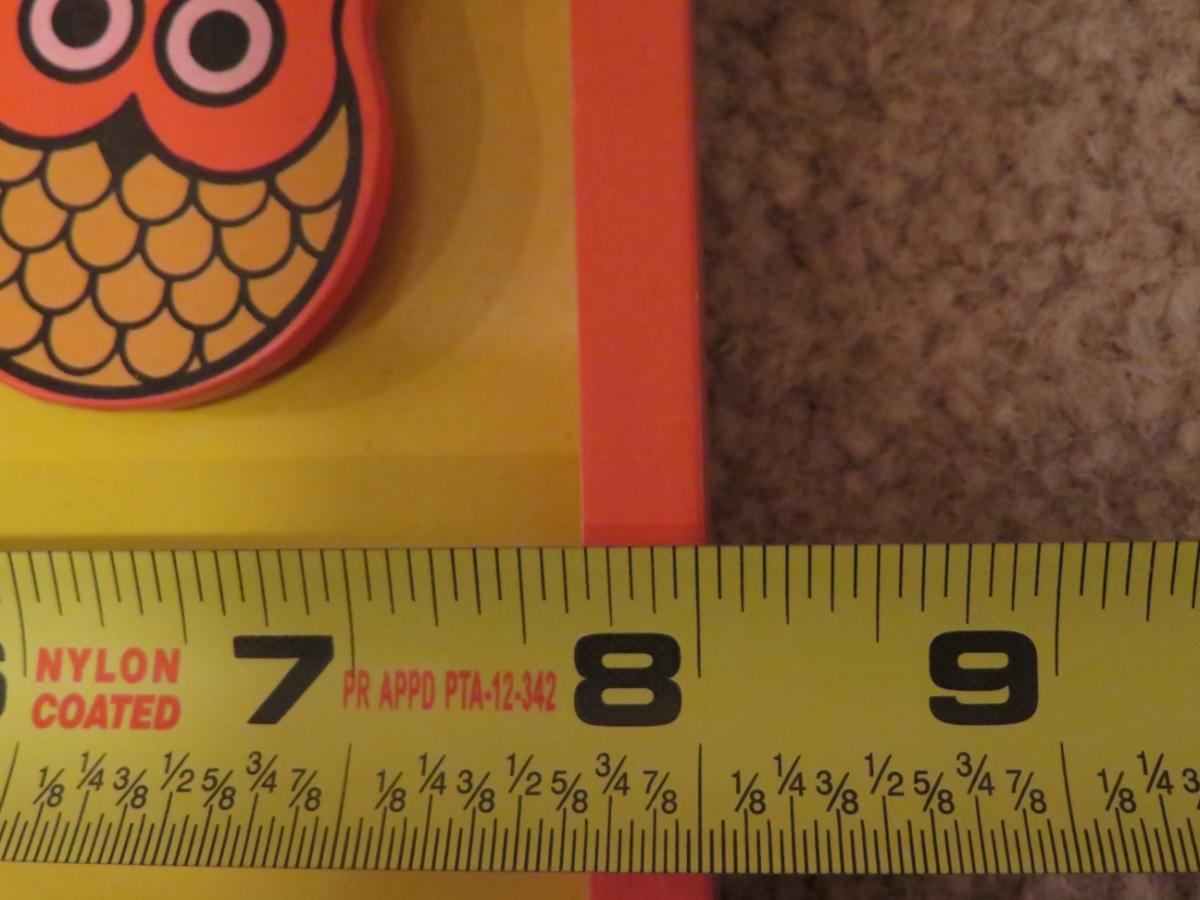 6 NYLON 7 PR APPD PTA-12-342 8 9
COATED
1/8 1/4 3/8 1/2 5/8 3/4 7/8 1/8 1/4 3/8 1/2 5/8 3/4 7/8 1/8 1/4 3/8 1/2 5/8 3/4 7/8 1/8 1/4 3